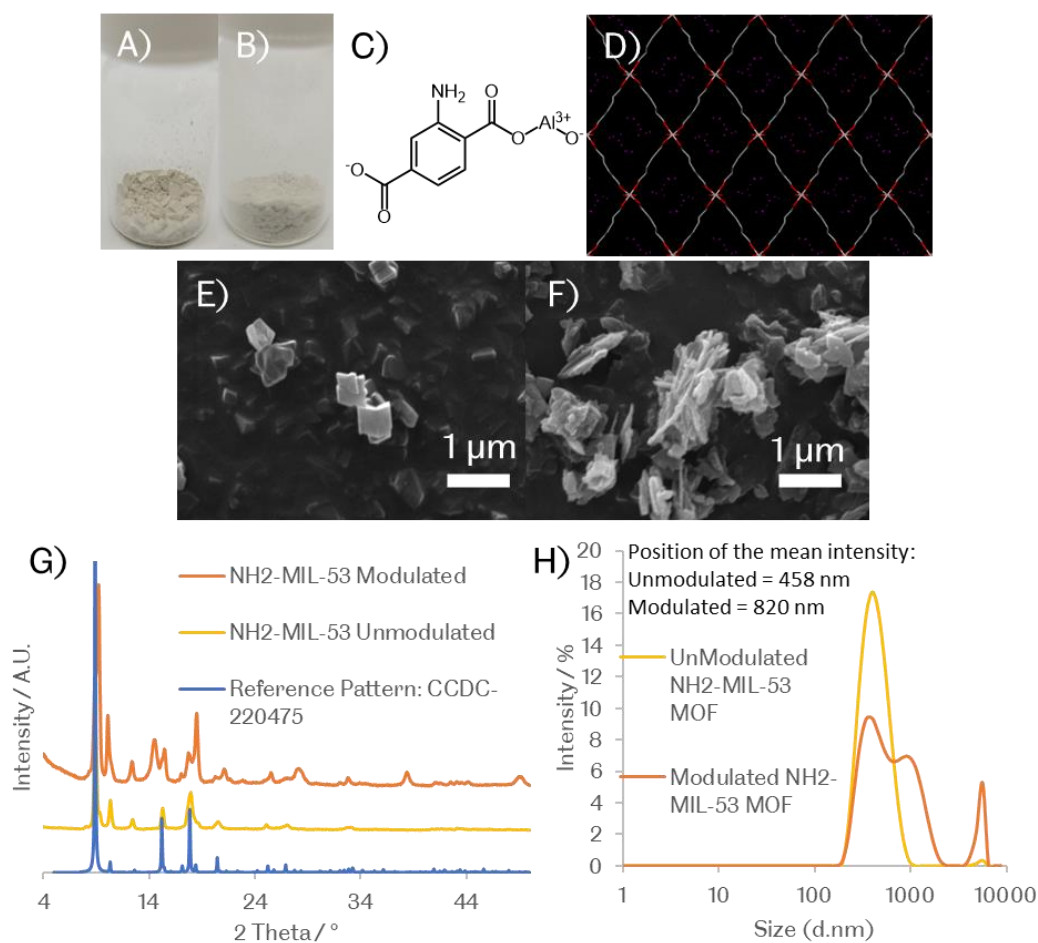 A)
B)
C)
D)
NH₂
O
O
Al³⁺
O⁻
⁻O
O
E)
1 µm
F)
1 µm
G)
NH2-MIL-53 Modulated
NH2-MIL-53 Unmodulated
Reference Pattern: CCDC-
220475
Intensity / A.U.
4
14
24
34
44
2 Theta / °
H)
Position of the mean intensity:
Unmodulated = 458 nm
Modulated = 820 nm
UnModulated
NH2-MIL-53
MOF
Modulated NH2-
MIL-53 MOF
Intensity / %
20
18
16
14
12
10
8
6
4
2
0
1
10
100
1000
10000
Size (d.nm)